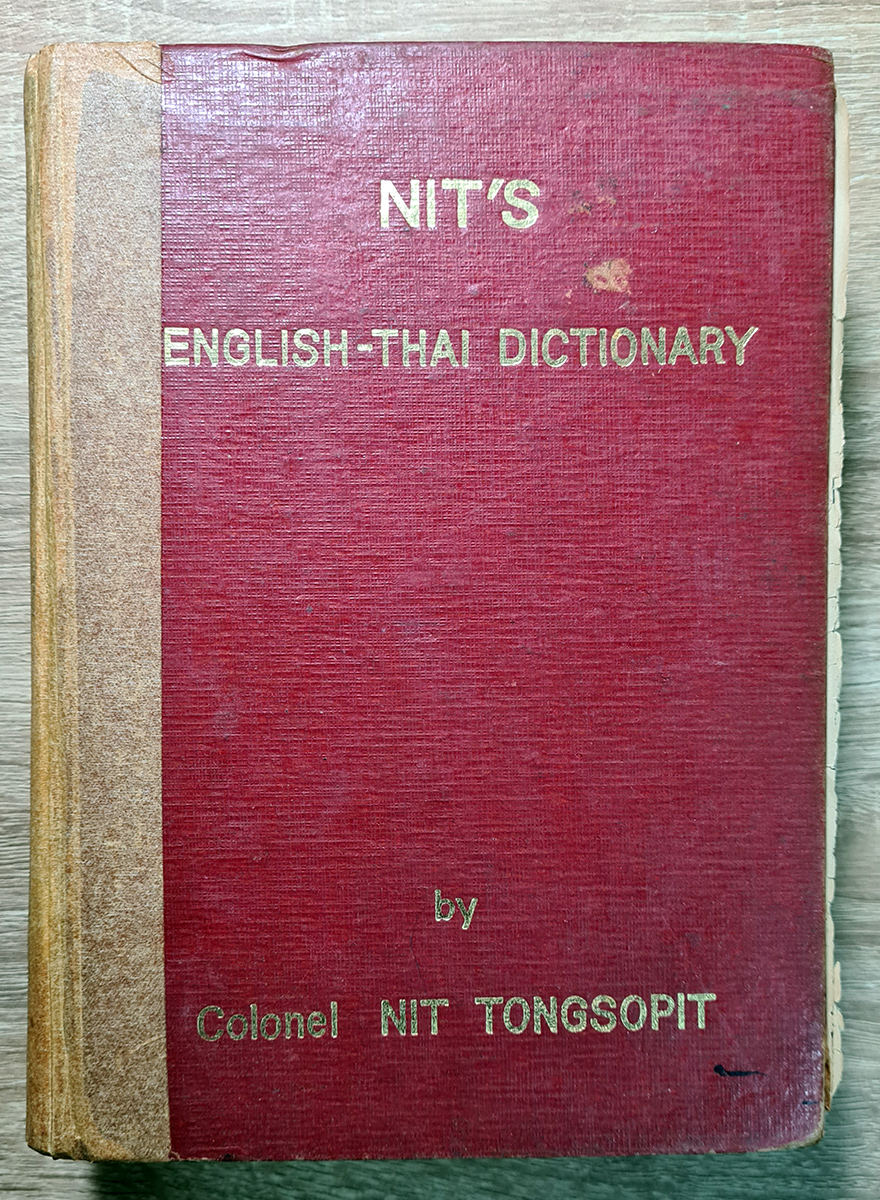 NIT'S
ENGLISH-THAI DICTIONARY
by
Colonel NIT TONGSOPIT